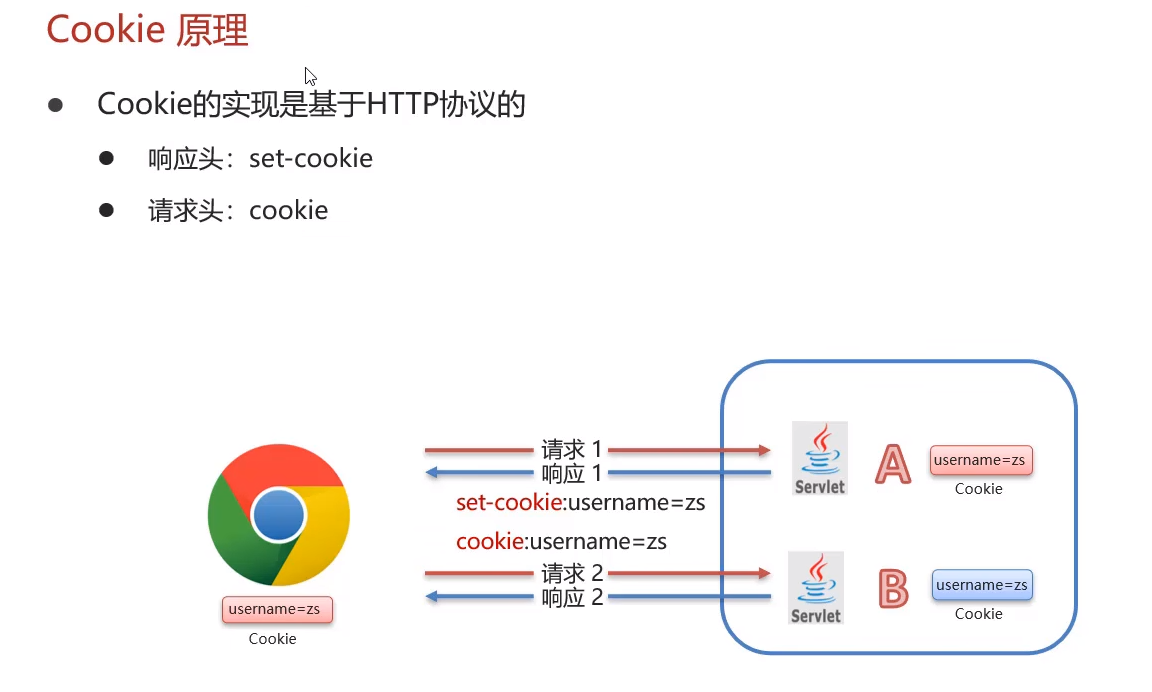 Cookie 原理
Cookie的实现是基于HTTP协议的
响应头：set-cookie
请求头：cookie
请求 1
响应 1
set-cookie:username=zs
cookie:username=zs
请求 2
响应 2
username=zs
Cookie
Servlet
A
username=zs
Cookie
Servlet
B
username=zs
Cookie